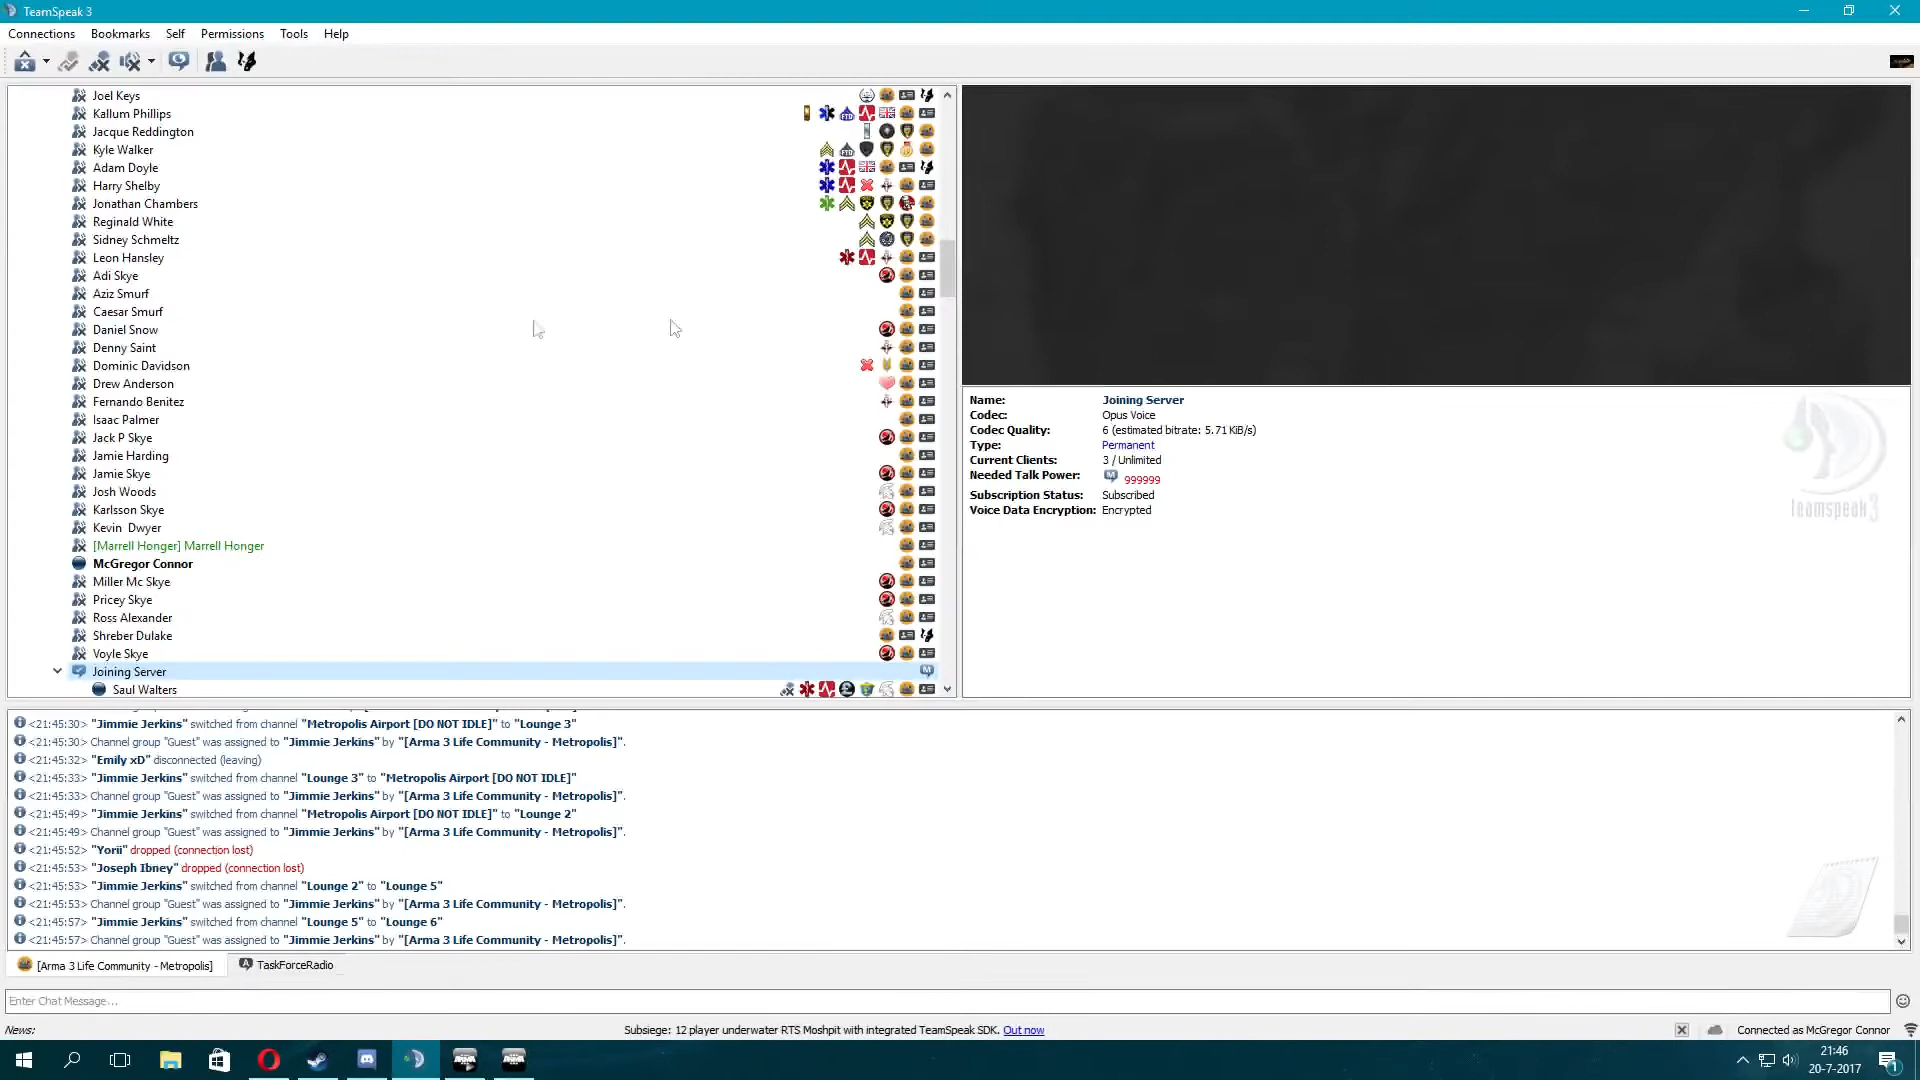 TeamSpeak 3
Connections Bookmarks Self Permissions Tools Help
Joel Keys
Kallum Phillips
Jacque Reddington
Kyle Walker
Adam Doyle
Harry Shelby
Jonathan Chambers
Reginald White
Sidney Schmeltz
Leon Hansley
Adi Skye
Aziz Smurf
Caesar Smurf
Daniel Snow
Denny Saint
Dominic Davidson
Drew Anderson
Fernando Benitez
Isaac Palmer
Jack P Skye
Jamie Harding
Jamie Skye
Josh Woods
Karlsson Skye
Kevin Dwyer
[Marrell Honger] Marrell Honger
McGregor Connor
Miller Mc Skye
Pricey Skye
Ross Alexander
Shreber Dulake
Voyle Skye
Joining Server
Saul Walters
Name: Joining Server
Codec: Opus Voice
Codec Quality: 6 (estimated bitrate: 5.71 KiB/s)
Type: Permanent
Current Clients: 3 / Unlimited
Needed Talk Power: 999999
Subscription Status: Subscribed
Voice Data Encryption: Encrypted
teamspeak3
<21:45:30> "Jimmie Jerkins" switched from channel "Metropolis Airport [DO NOT IDLE]" to "Lounge 3"
<21:45:30> Channel group "Guest" was assigned to "Jimmie Jerkins" by "[Arma 3 Life Community - Metropolis]".
<21:45:32> "Emily xD" disconnected (leaving)
<21:45:33> "Jimmie Jerkins" switched from channel "Lounge 3" to "Metropolis Airport [DO NOT IDLE]"
<21:45:33> Channel group "Guest" was assigned to "Jimmie Jerkins" by "[Arma 3 Life Community - Metropolis]".
<21:45:49> "Jimmie Jerkins" switched from channel "Metropolis Airport [DO NOT IDLE]" to "Lounge 2"
<21:45:49> Channel group "Guest" was assigned to "Jimmie Jerkins" by "[Arma 3 Life Community - Metropolis]".
<21:45:52> "Yorii" dropped (connection lost)
<21:45:53> "Joseph Ibney" dropped (connection lost)
<21:45:53> "Jimmie Jerkins" switched from channel "Lounge 2" to "Lounge 5"
<21:45:53> Channel group "Guest" was assigned to "Jimmie Jerkins" by "[Arma 3 Life Community - Metropolis]".
<21:45:57> "Jimmie Jerkins" switched from channel "Lounge 5" to "Lounge 6"
<21:45:57> Channel group "Guest" was assigned to "Jimmie Jerkins" by "[Arma 3 Life Community - Metropolis]".
[Arma 3 Life Community - Metropolis] TaskForceRadio
Enter Chat Message...
News: Subsiege: 12 player underwater RTS Moshpit with integrated TeamSpeak SDK. Out now Connected as McGregor Connor
21:46
20-7-2017
1